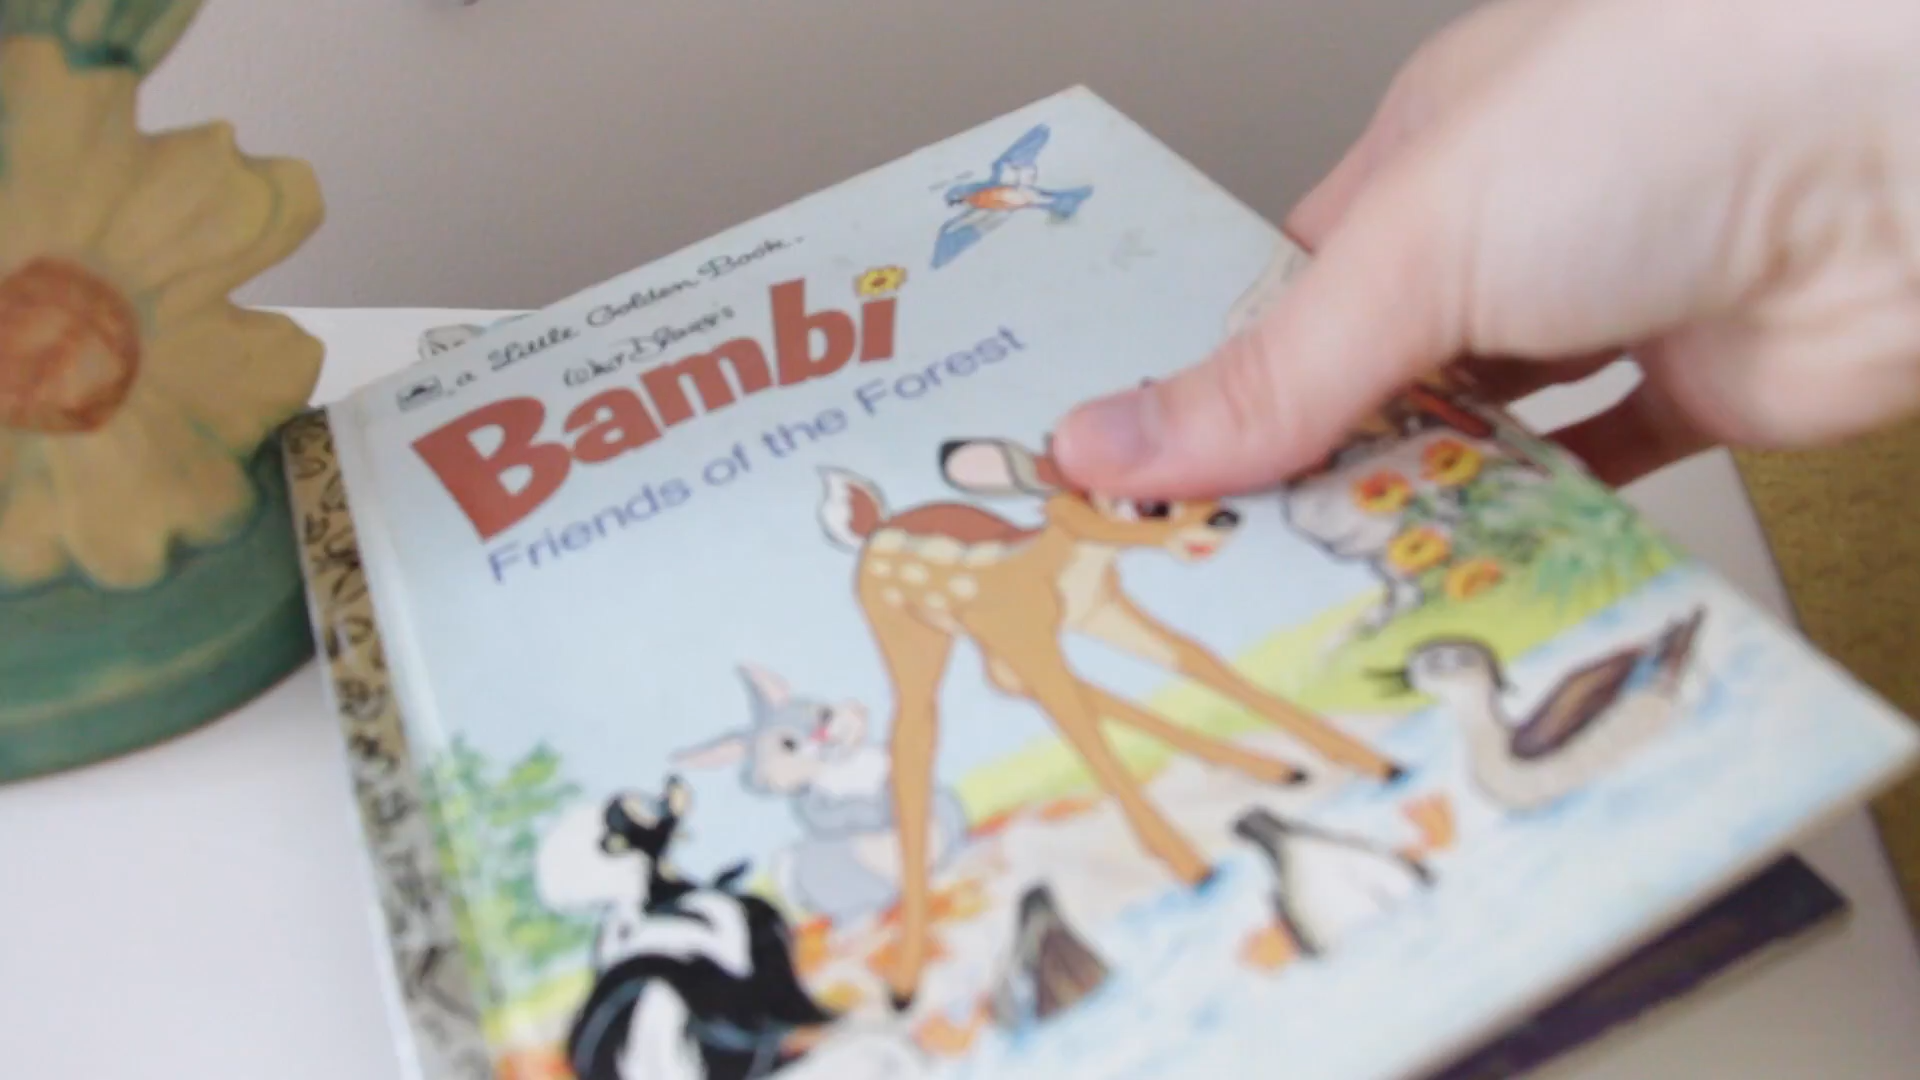 a Little Golden Book
Walt Disney's
Bambi
Friends of the Forest